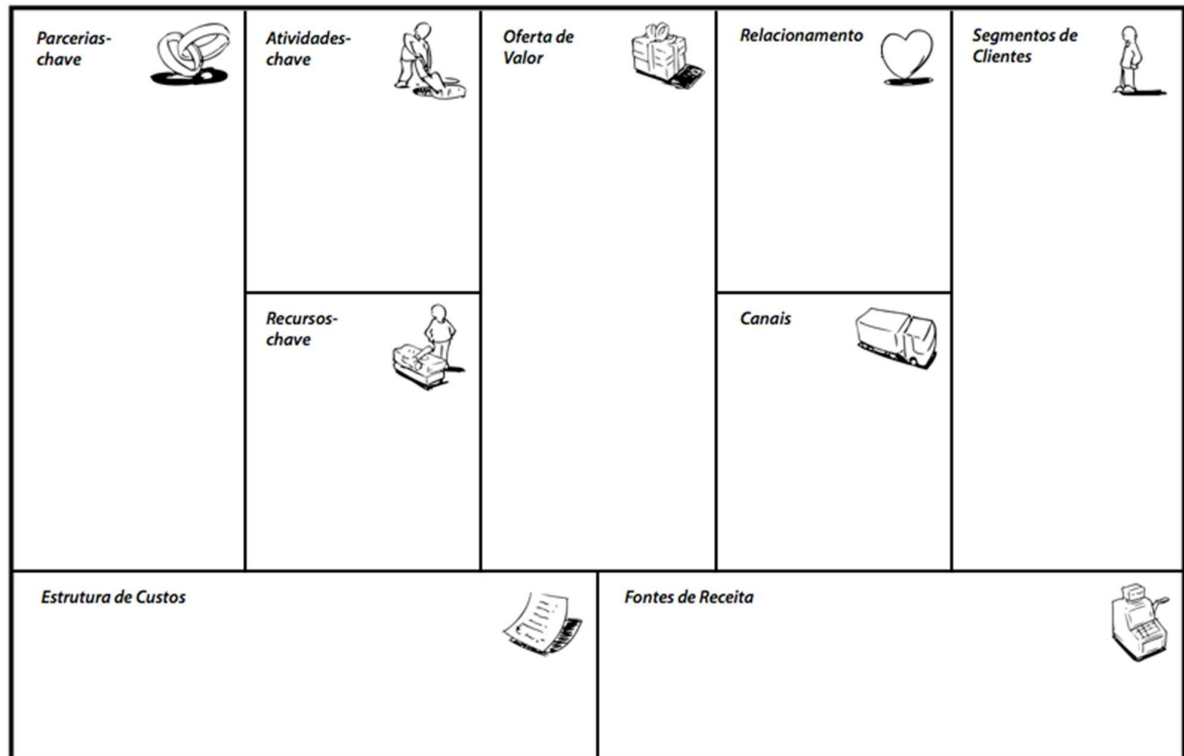 Parcerias-
chave
Atividades-
chave
Oferta de
Valor
Relacionamento
Segmentos de
Clientes
Recursos-
chave
Canais
Estrutura de Custos
Fontes de Receita